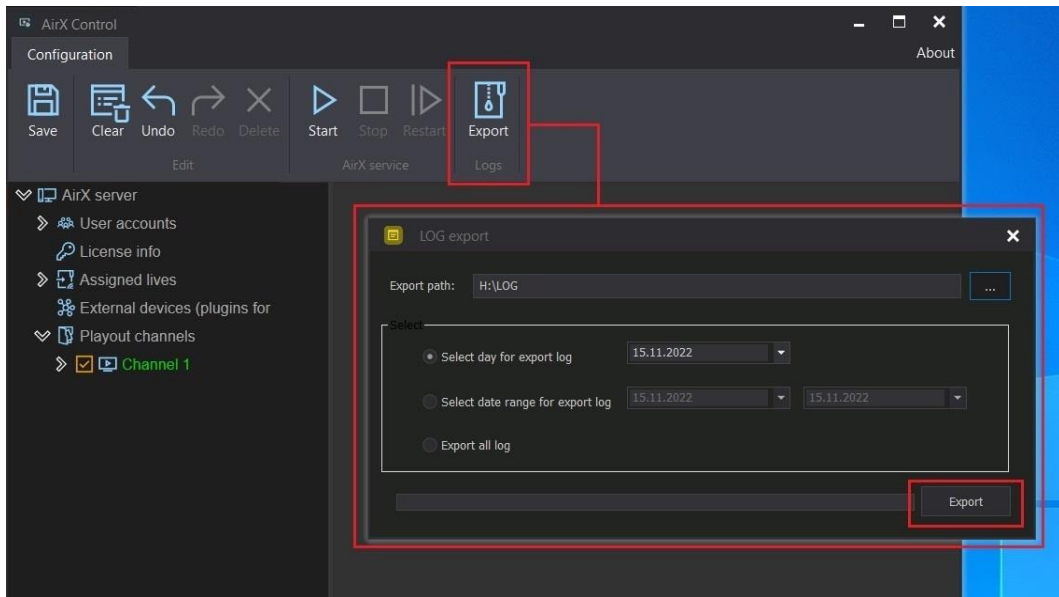 AirX Control
Configuration
About
Save
Clear
Undo
Redo
Delete
Start
Stop
Restart
Export
Edit
AirX service
Logs
AirX server
User accounts
License info
Assigned lives
External devices (plugins for
Playout channels
Channel 1
LOG export
Export path:
H:\LOG
...
Select
Select day for export log
15.11.2022
Select date range for export log
15.11.2022
15.11.2022
Export all log
Export